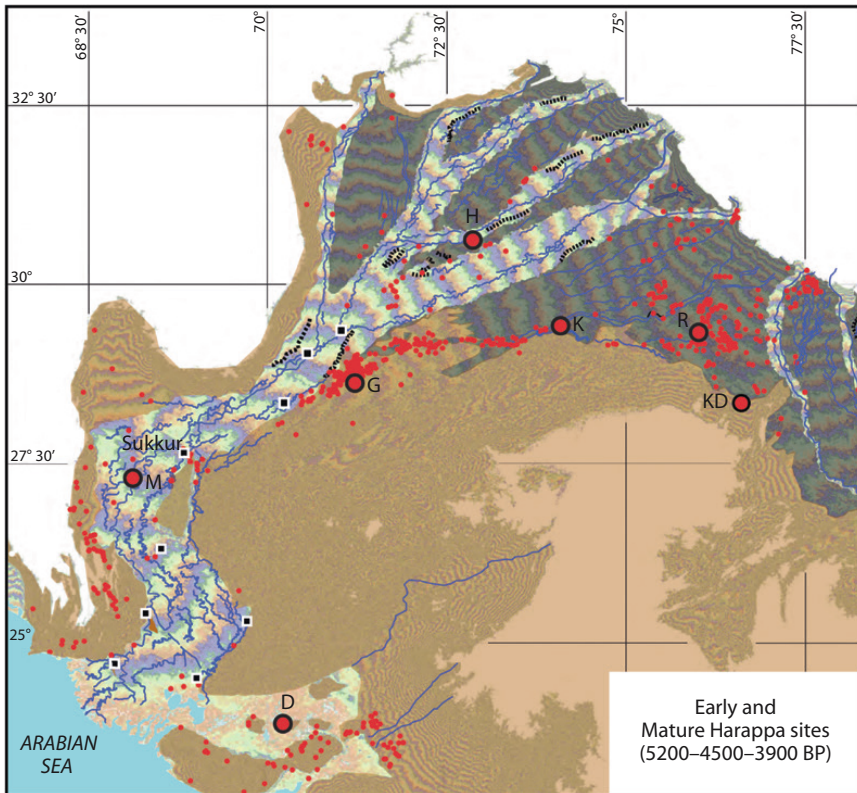 68° 30′
70°
72° 30′
75°
77° 30′
32° 30′
H
30°
K
R
G
KD
Sukkur
27° 30′
M
25°
D
ARABIAN
SEA
Early and
Mature Harappa sites
(5200–4500–3900 BP)